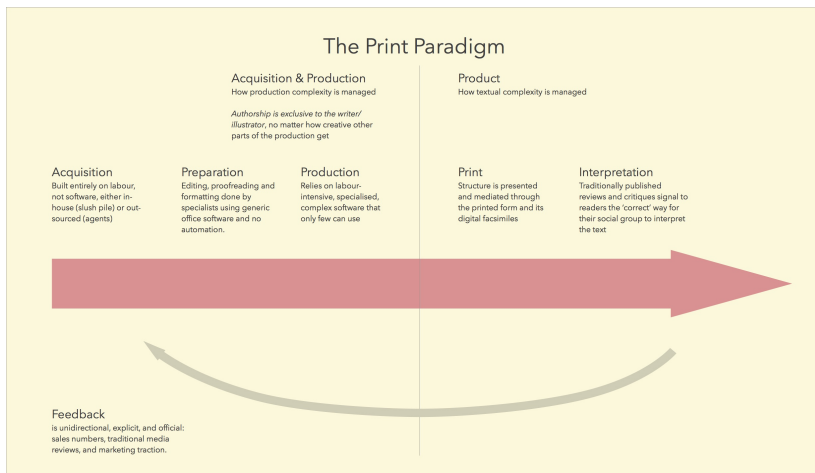 The Print Paradigm
Acquisition & Production
How production complexity is managed
Authorship is exclusive to the writer/
illustrator, no matter how creative other
parts of the production get
Product
How textual complexity is managed
Acquisition
Built entirely on labour,
not software, either in-
house (slush pile) or out-
sourced (agents)
Preparation
Editing, proofreading and
formatting done by
specialists using generic
office software and no
automation.
Production
Relies on labour-
intensive, specialised,
complex software that
only few can use
Print
Structure is presented
and mediated through
the printed form and its
digital facsimiles
Interpretation
Traditionally published
reviews and critiques signal to
readers the ‘correct’ way for
their social group to interpret
the text
Feedback
is unidirectional, explicit, and official:
sales numbers, traditional media
reviews, and marketing traction.